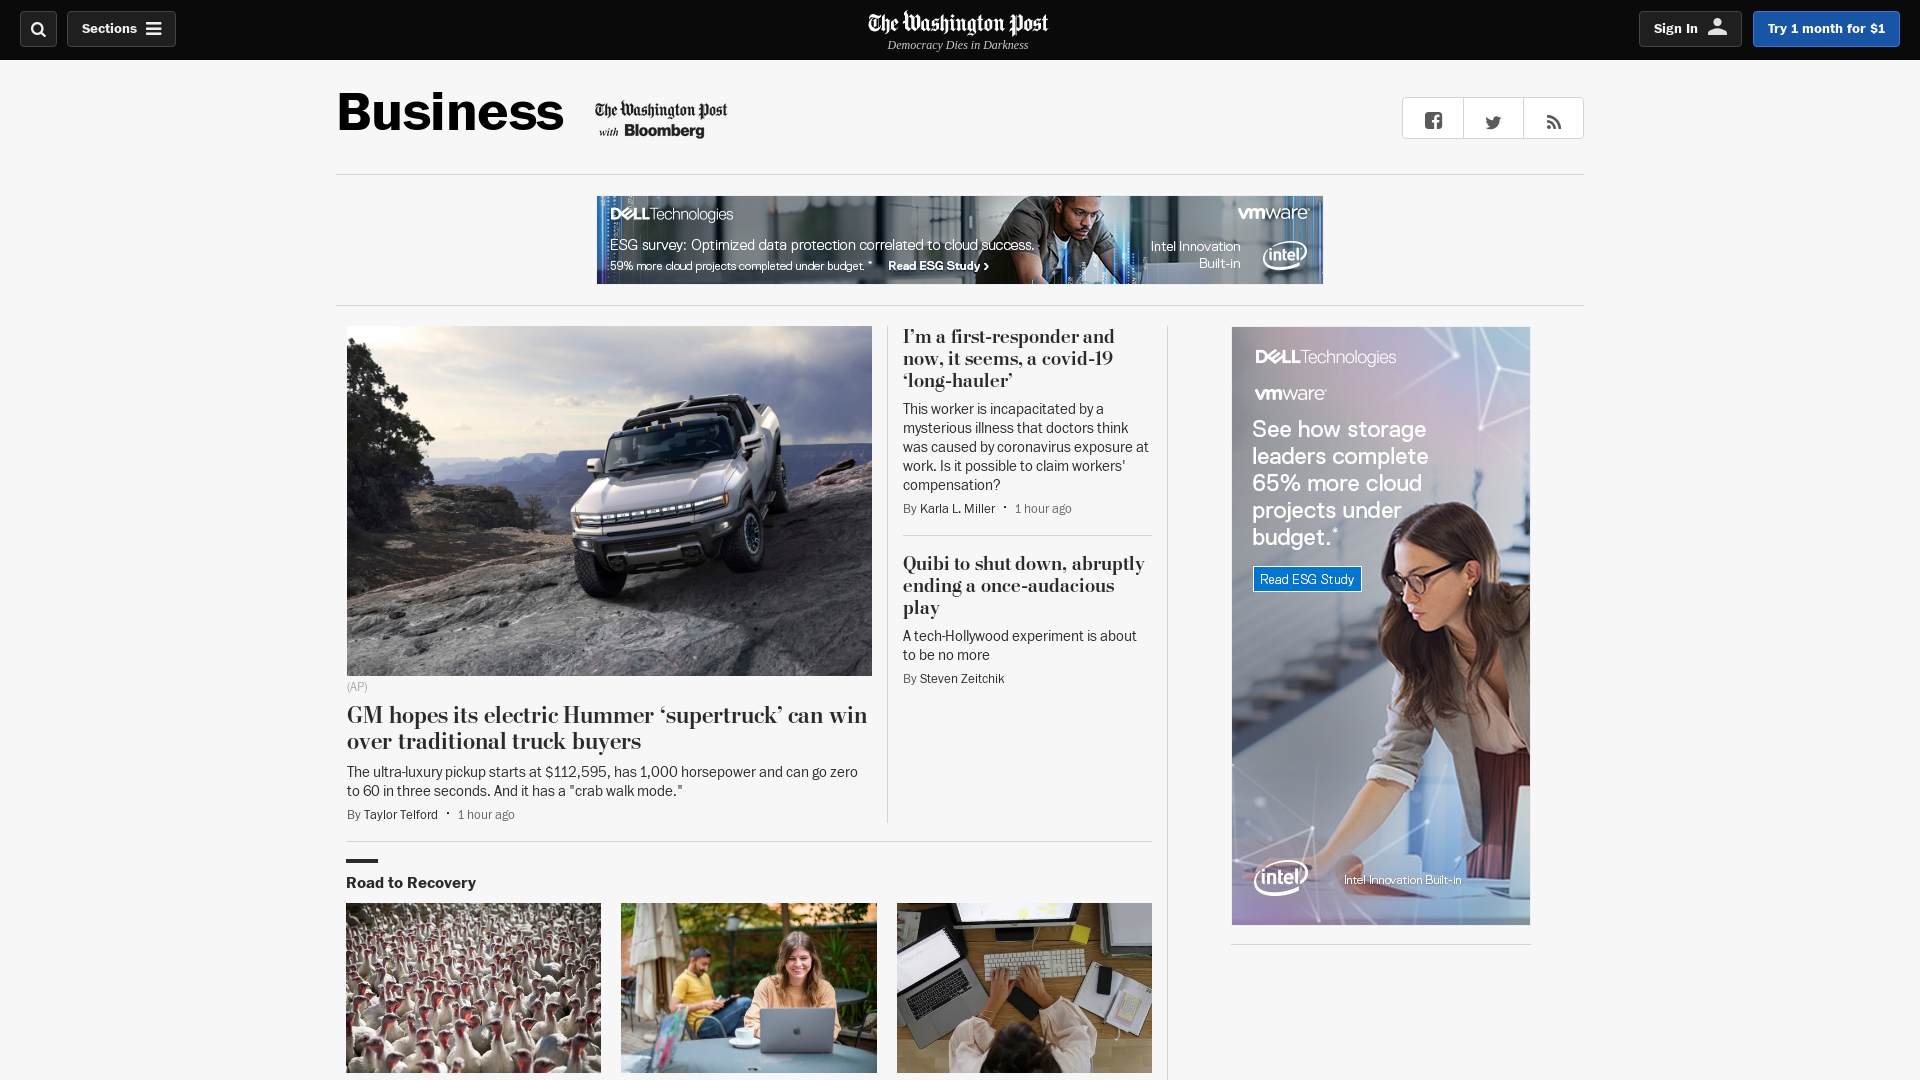 Sections
The Washington Post
Democracy Dies in Darkness
Sign In
Try 1 month for $1
Business
The Washington Post
with Bloomberg
DELL Technologies
vmware
ESG survey: Optimized data protection correlated to cloud success.
59% more cloud projects completed under budget. *
Read ESG Study ›
Intel Innovation
Built-in
intel
(AP)
GM hopes its electric Hummer ‘supertruck’ can win
over traditional truck buyers
The ultra-luxury pickup starts at $112,595, has 1,000 horsepower and can go zero
to 60 in three seconds. And it has a "crab walk mode."
By Taylor Telford • 1 hour ago
I’m a first-responder and
now, it seems, a covid-19
‘long-hauler’
This worker is incapacitated by a
mysterious illness that doctors think
was caused by coronavirus exposure at
work. Is it possible to claim workers'
compensation?
By Karla L. Miller • 1 hour ago
Quibi to shut down, abruptly
ending a once-audacious
play
A tech-Hollywood experiment is about
to be no more
By Steven Zeitchik
DELL Technologies
vmware
See how storage
leaders complete
65% more cloud
projects under
budget.*
Read ESG Study
intel
Intel Innovation Built-in
Road to Recovery